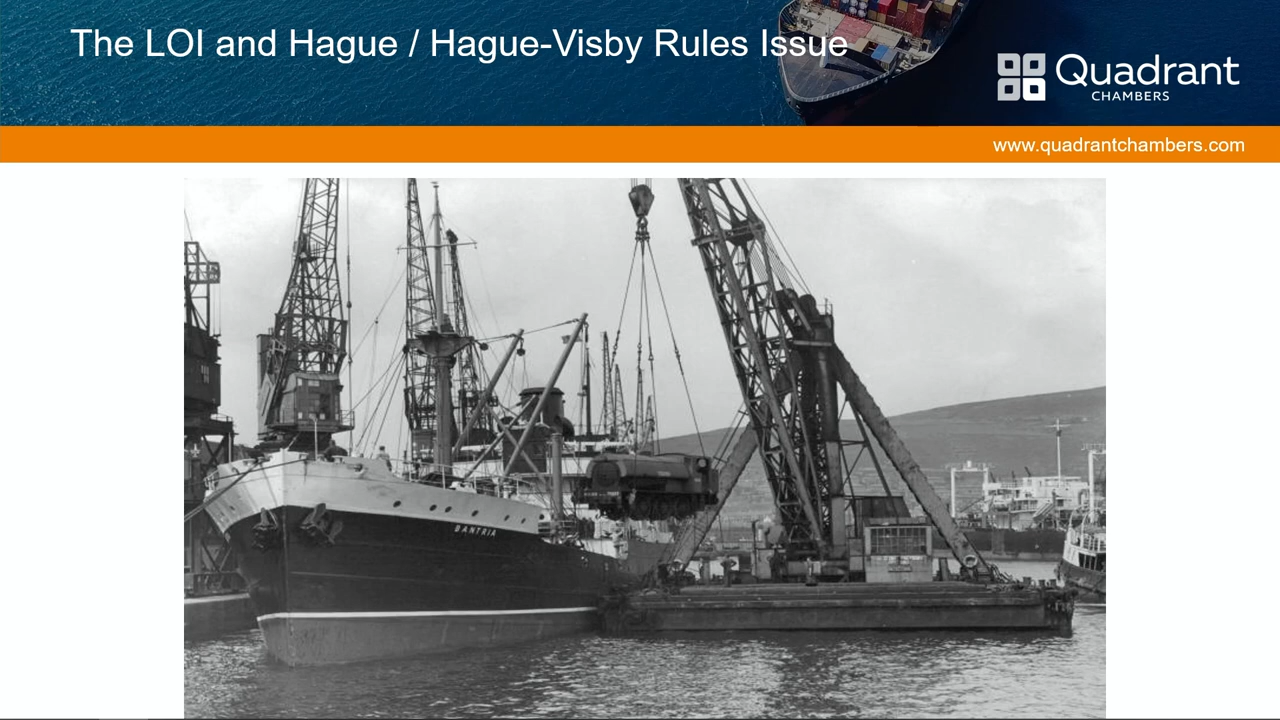 The LOI and Hague / Hague-Visby Rules Issue
Quadrant
CHAMBERS
www.quadrantchambers.com
BANTRIA